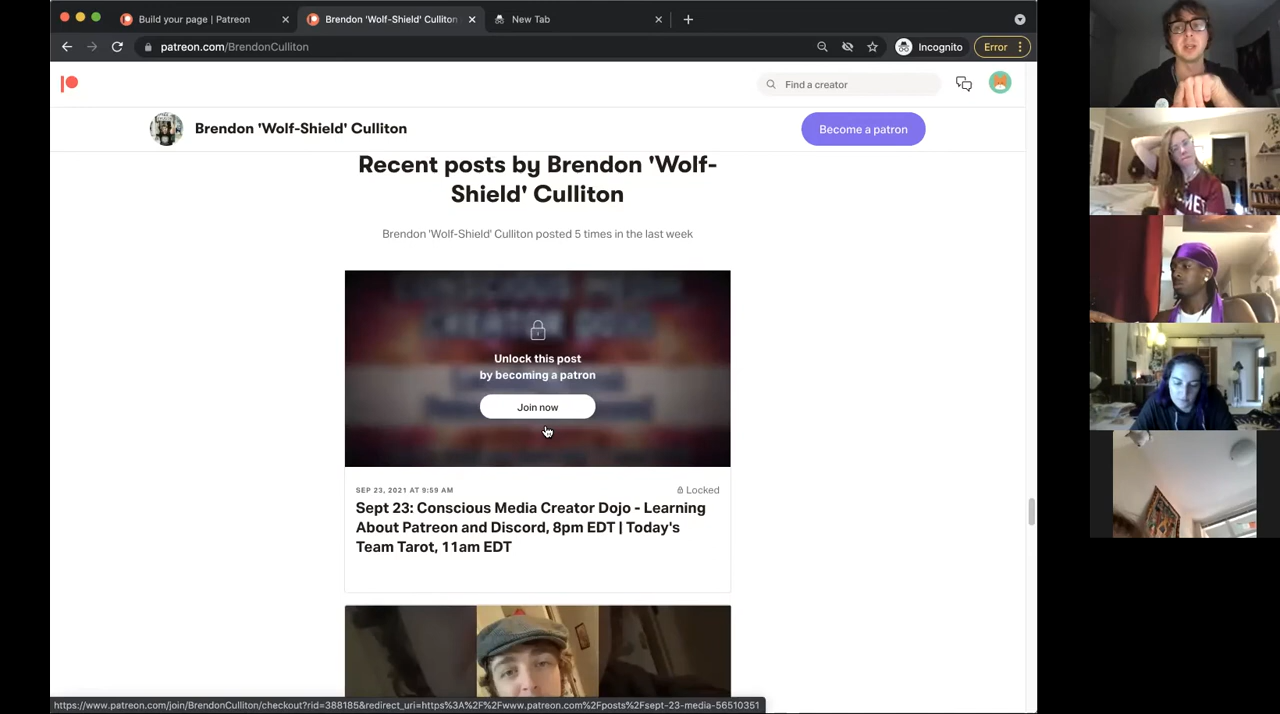 Build your page | Patreon
Brendon 'Wolf-Shield' Culliton
New Tab
patreon.com/BrendonCulliton
Incognito
Error
Find a creator
Brendon 'Wolf-Shield' Culliton
Become a patron
Recent posts by Brendon 'Wolf-
Shield' Culliton
Brendon 'Wolf-Shield' Culliton posted 5 times in the last week
CONSCIOUS MEDIA
CREATOR DOJO
Unlock this post
by becoming a patron
Join now
SEP 23, 2021 AT 9:59 AM
Locked
Sept 23: Conscious Media Creator Dojo - Learning
About Patreon and Discord, 8pm EDT | Today's
Team Tarot, 11am EDT
https://www.patreon.com/join/BrendonCulliton/checkout?rid=388185&redirect_uri=https%3A%2F%2Fwww.patreon.com%2Fposts%2Fsept-23-media-56510351